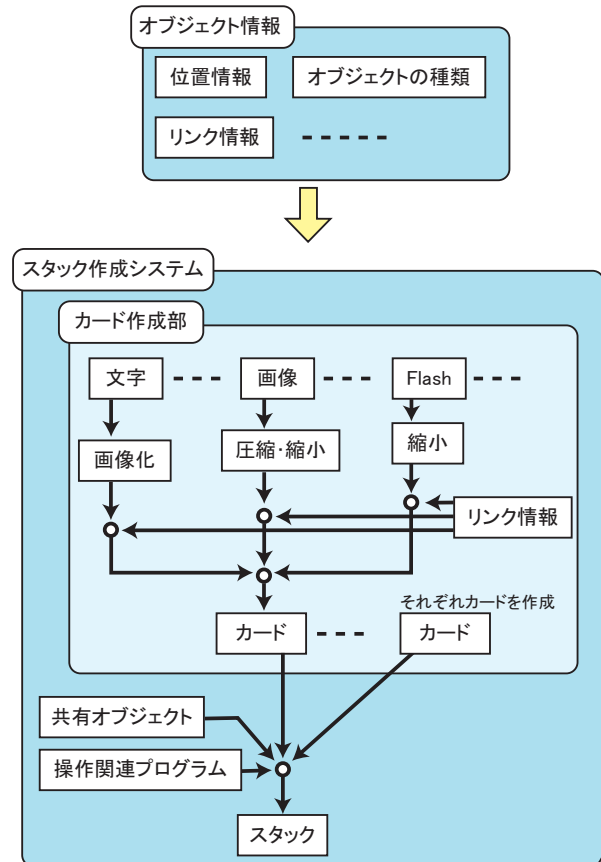 オブジェクト情報
位置情報
オブジェクトの種類
リンク情報
スタック作成システム
カード作成部
文字
画像
Flash
画像化
圧縮・縮小
縮小
リンク情報
それぞれカードを作成
カード
カード
共有オブジェクト
操作関連プログラム
スタック